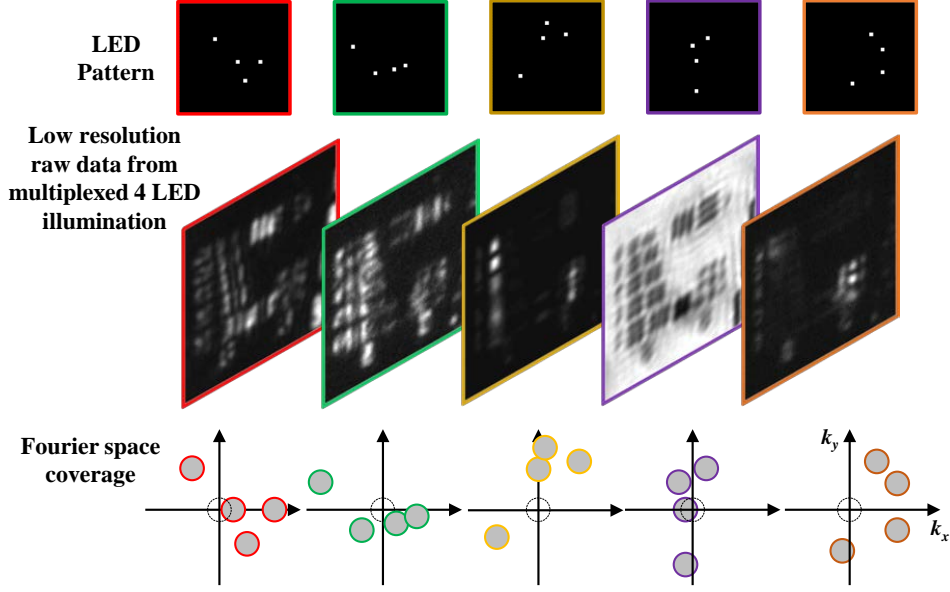 LED
Pattern
Low resolution
raw data from
multiplexed 4 LED
illumination
Fourier space
coverage
k_y
k_x